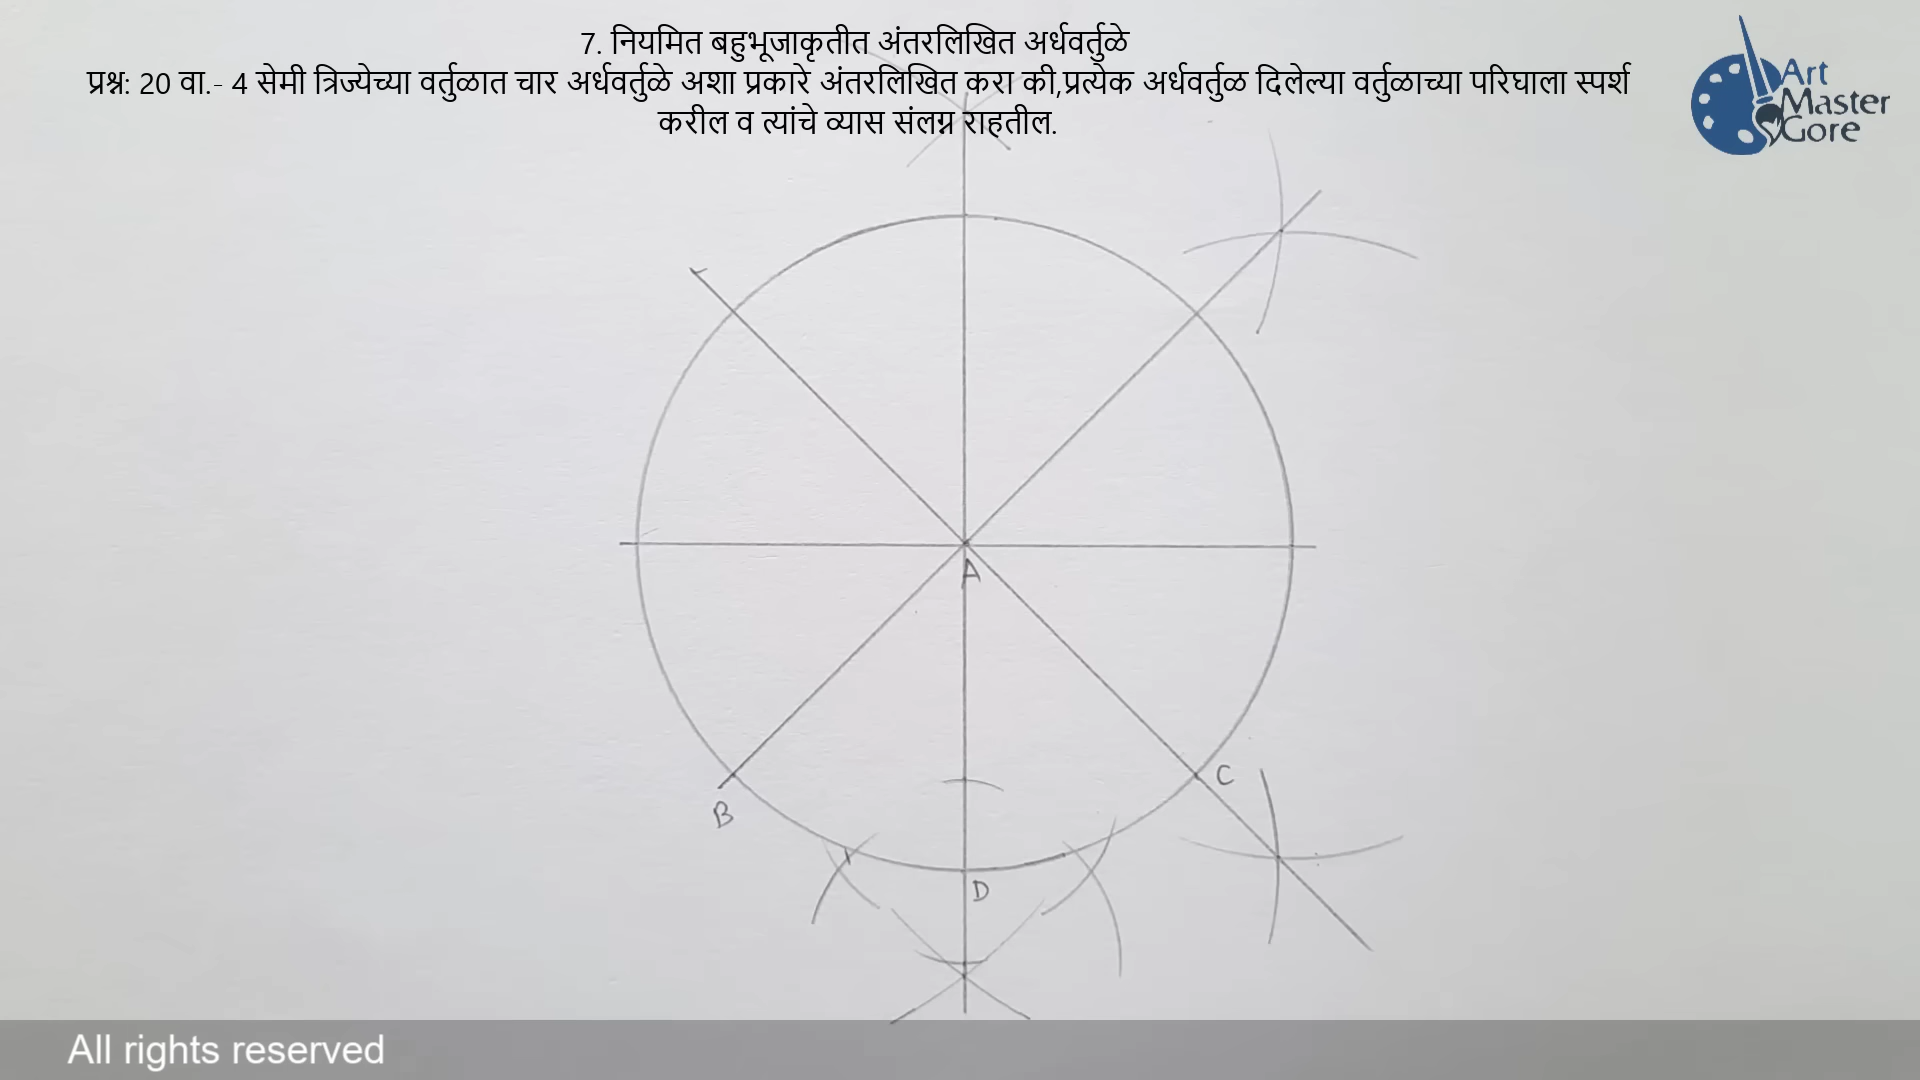 7. नियमित बहुभूजाकृतीत अंतरलिखित अर्धवर्तुळे
प्रश्न: 20 वा.- 4 सेमी त्रिज्येच्या वर्तुळात चार अर्धवर्तुळे अशा प्रकारे अंतरलिखित करा की,प्रत्येक अर्धवर्तुळ दिलेल्या वर्तुळाच्या परिघाला स्पर्श
करील व त्यांचे व्यास संलग्न राहतील.
Art
Master
Gore
A
C
B
D
All rights reserved